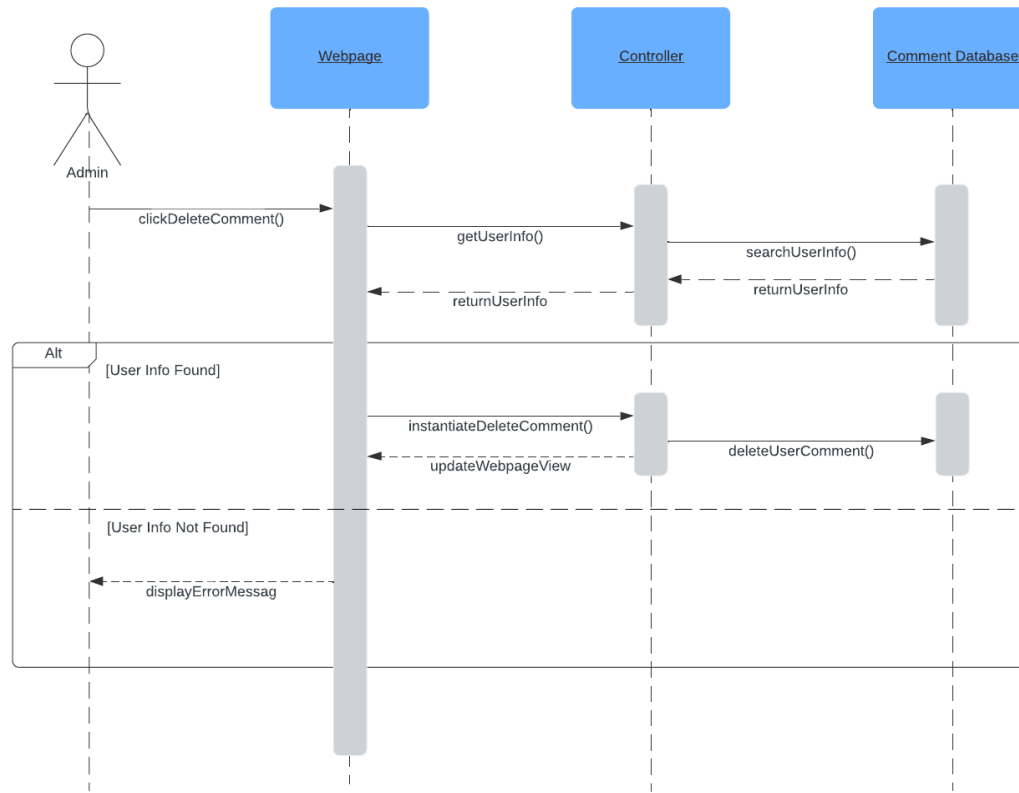 Webpage
Controller
Comment Database
Admin
clickDeleteComment()
getUserInfo()
searchUserInfo()
returnUserInfo
returnUserInfo
Alt
[User Info Found]
instantiateDeleteComment()
deleteUserComment()
updateWebpageView
[User Info Not Found]
displayErrorMessag